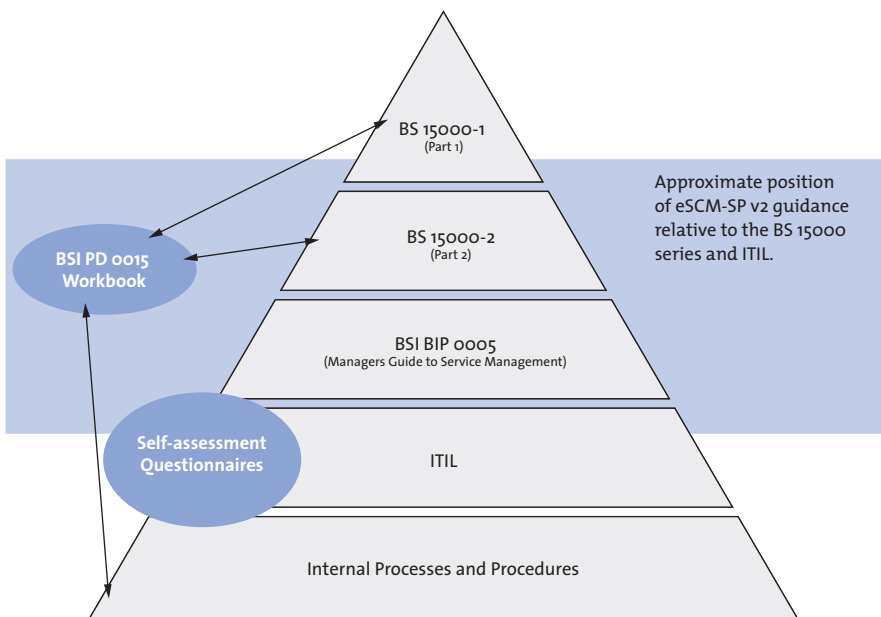 BS 15000-1
(Part 1)
Approximate position
of eSCM-SP v2 guidance
relative to the BS 15000
series and ITIL.
BS 15000-2
(Part 2)
BSI PD 0015
Workbook
BSI BIP 0005
(Managers Guide to Service Management)
Self-assessment
Questionnaires
ITIL
Internal Processes and Procedures